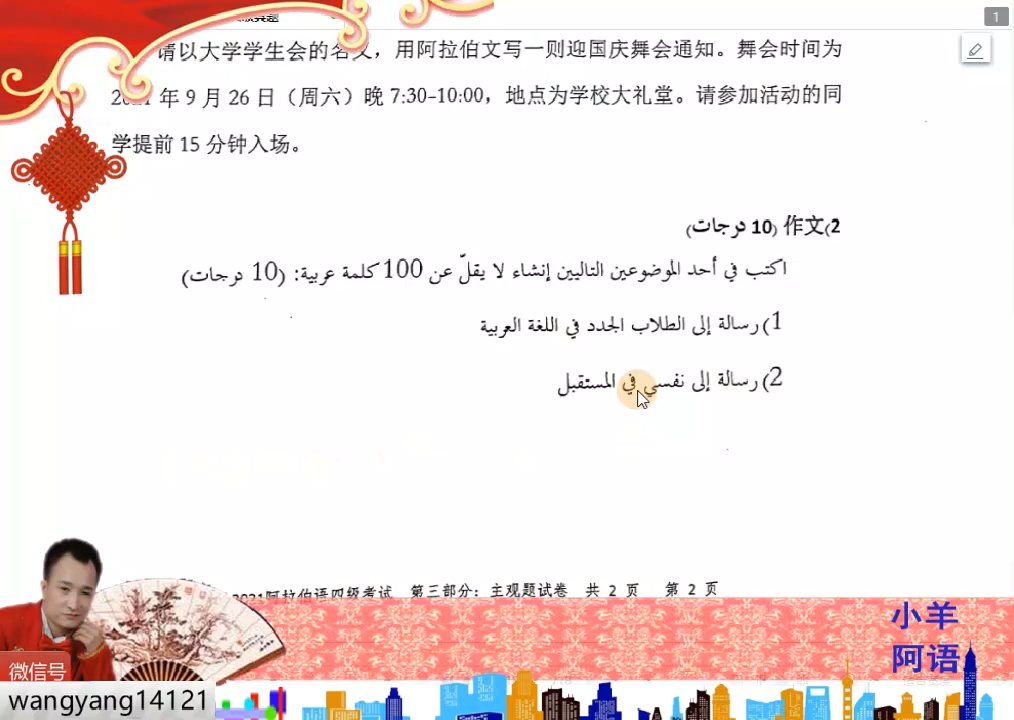 1
请以大学学生会的名义，用阿拉伯文写一则迎国庆舞会通知。舞会时间为
2021 年 9 月 26 日（周六）晚 7:30-10:00，地点为学校大礼堂。请参加活动的同
学提前 15 分钟入场。
2)作文 (10 درجات)
اكتب في أحد الموضوعين التاليين إنشاء لا يقلّ عن 100 كلمة عربية: (10 درجات)
1) رسالة إلى الطلاب الجدد في اللغة العربية
2) رسالة إلى نفسي في المستقبل
2021阿拉伯语四级考试 第三部分：主观题试卷 共 2 页 第 2 页
小羊
阿语
微信号
wangyang14121